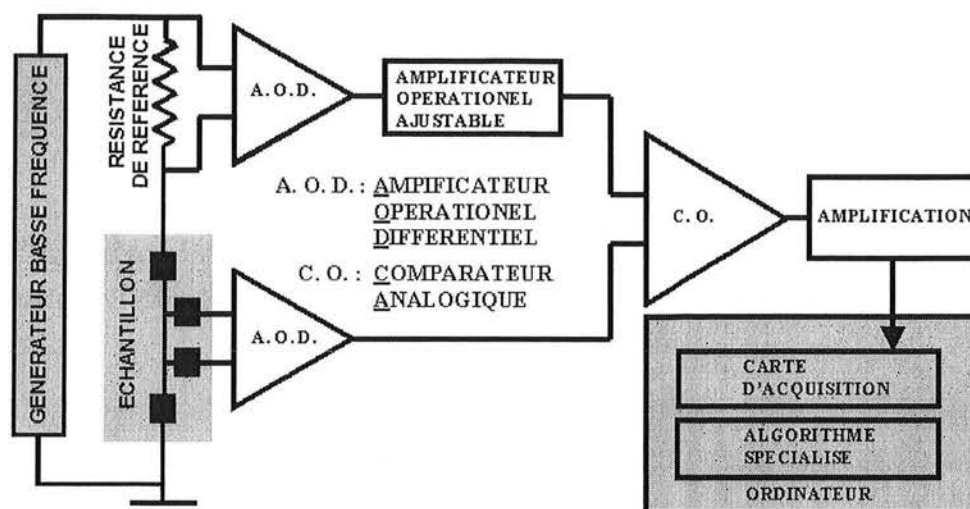 GENERATEUR BASSE FREQUENCE
RESISTANCE
DE REFERENCE
A. O. D.
AMPLIFICATEUR
OPERATIONEL
AJUSTABLE
A. O. D. : AMPIFICATEUR
OPERATIONEL
DIFFERENTIEL
C. O. : COMPARATEUR
ANALOGIQUE
C. O.
AMPLIFICATION
ECHANTILLON
A. O. D.
CARTE
D'ACQUISITION
ALGORITHME
SPECIALISE
ORDINATEUR